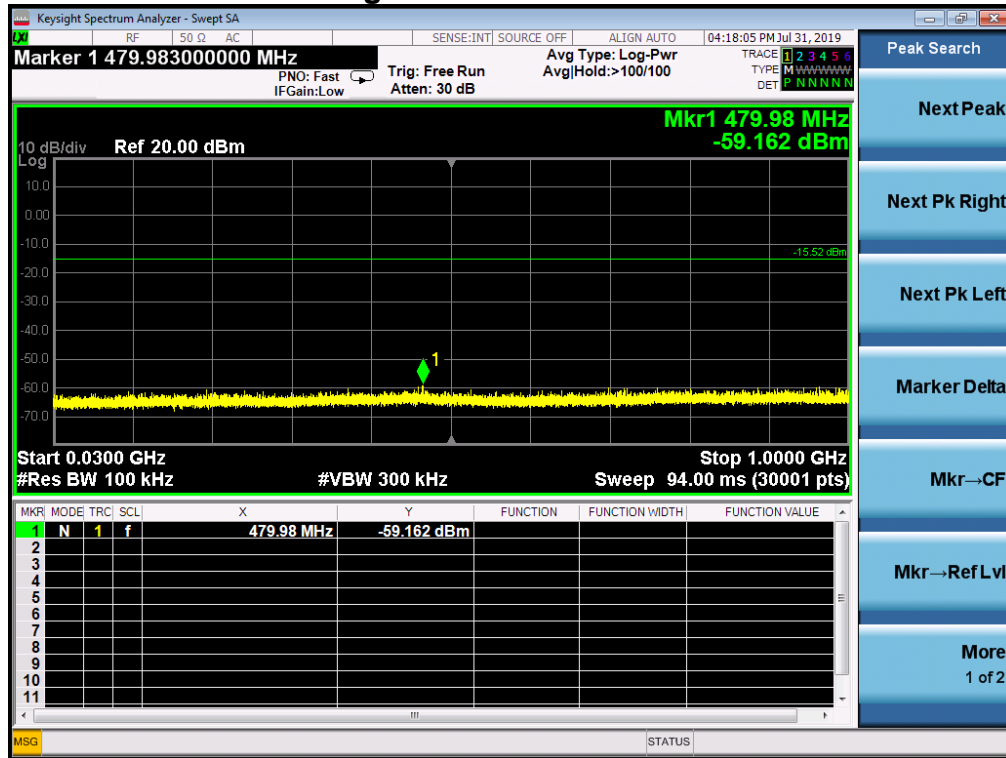 Keysight Spectrum Analyzer - Swept SA
LXI RF 50 Ω AC SENSE:INT SOURCE OFF ALIGN AUTO 04:18:05 PM Jul 31, 2019
Marker 1 479.983000000 MHz
PNO: Fast
IFGain:Low
Trig: Free Run
Atten: 30 dB
Avg Type: Log-Pwr
Avg|Hold:>100/100
TRACE 1 2 3 4 5 6
TYPE M WWWWW
DET P N N N N N
Peak Search
Mkr1 479.98 MHz
-59.162 dBm
10 dB/div Ref 20.00 dBm
Log
10.0
0.00
-10.0
-15.52 dBm
-20.0
-30.0
-40.0
-50.0
1
-60.0
-70.0
Start 0.0300 GHz Stop 1.0000 GHz
#Res BW 100 kHz #VBW 300 kHz Sweep 94.00 ms (30001 pts)
MKR MODE TRC SCL X Y FUNCTION FUNCTION WIDTH FUNCTION VALUE
1 N 1 f 479.98 MHz -59.162 dBm
2
3
4
5
6
7
8
9
10
11
Next Peak
Next Pk Right
Next Pk Left
Marker Delta
Mkr→CF
Mkr→Ref Lvl
More
1 of 2
MSG STATUS